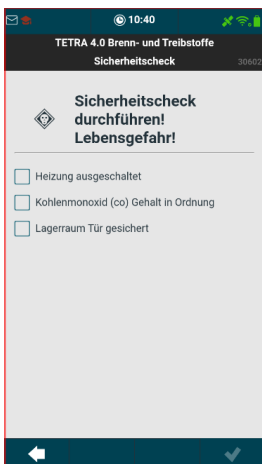 10:40
TETRA 4.0 Brenn- und Treibstoffe
Sicherheitscheck 30602
Sicherheitscheck
durchführen!
Lebensgefahr!
Heizung ausgeschaltet
Kohlenmonoxid (co) Gehalt in Ordnung
Lagerraum Tür gesichert